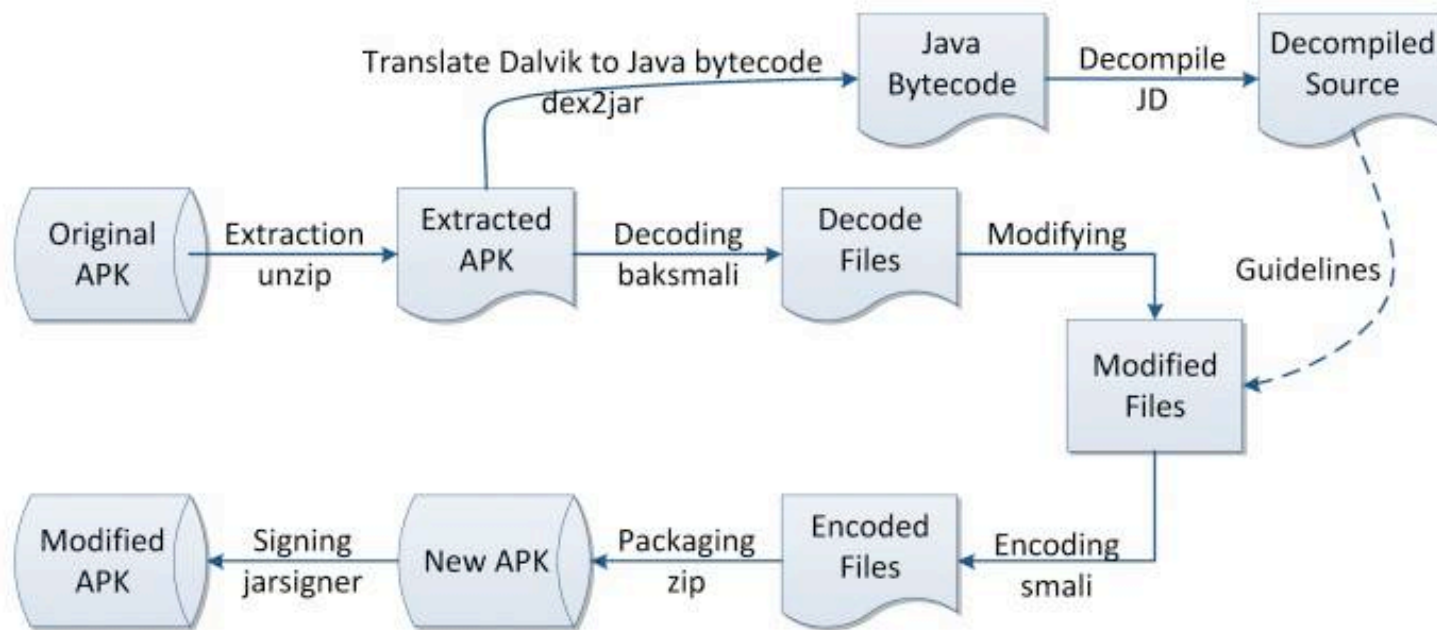 Translate Dalvik to Java bytecode
dex2jar
Java
Bytecode
Decompile
JD
Decompiled
Source
Original
APK
Extraction
unzip
Extracted
APK
Decoding
baksmali
Decode
Files
Modifying
Guidelines
Modified
Files
Modified
APK
Signing
jarsigner
New APK
Packaging
zip
Encoded
Files
Encoding
smali